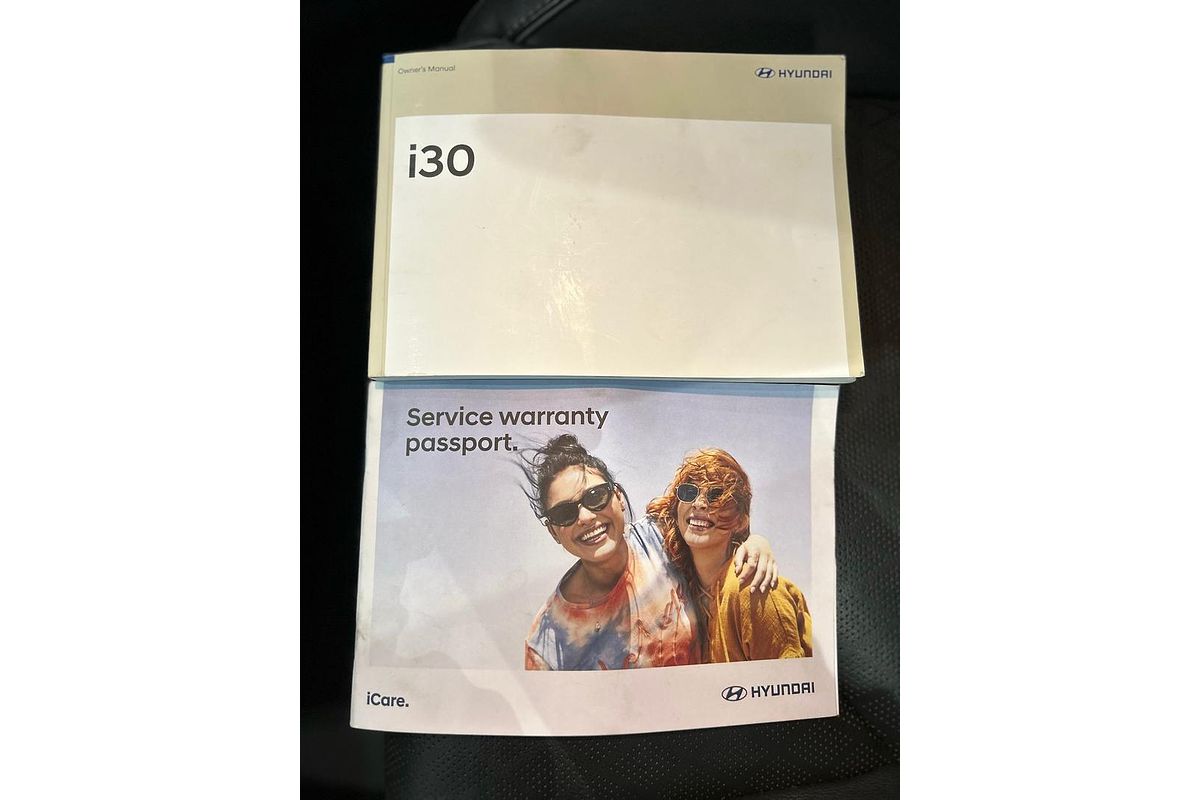 Owner's Manual
HYUNDAI
i30
Service warranty
passport.
iCare.
HYUNDAI